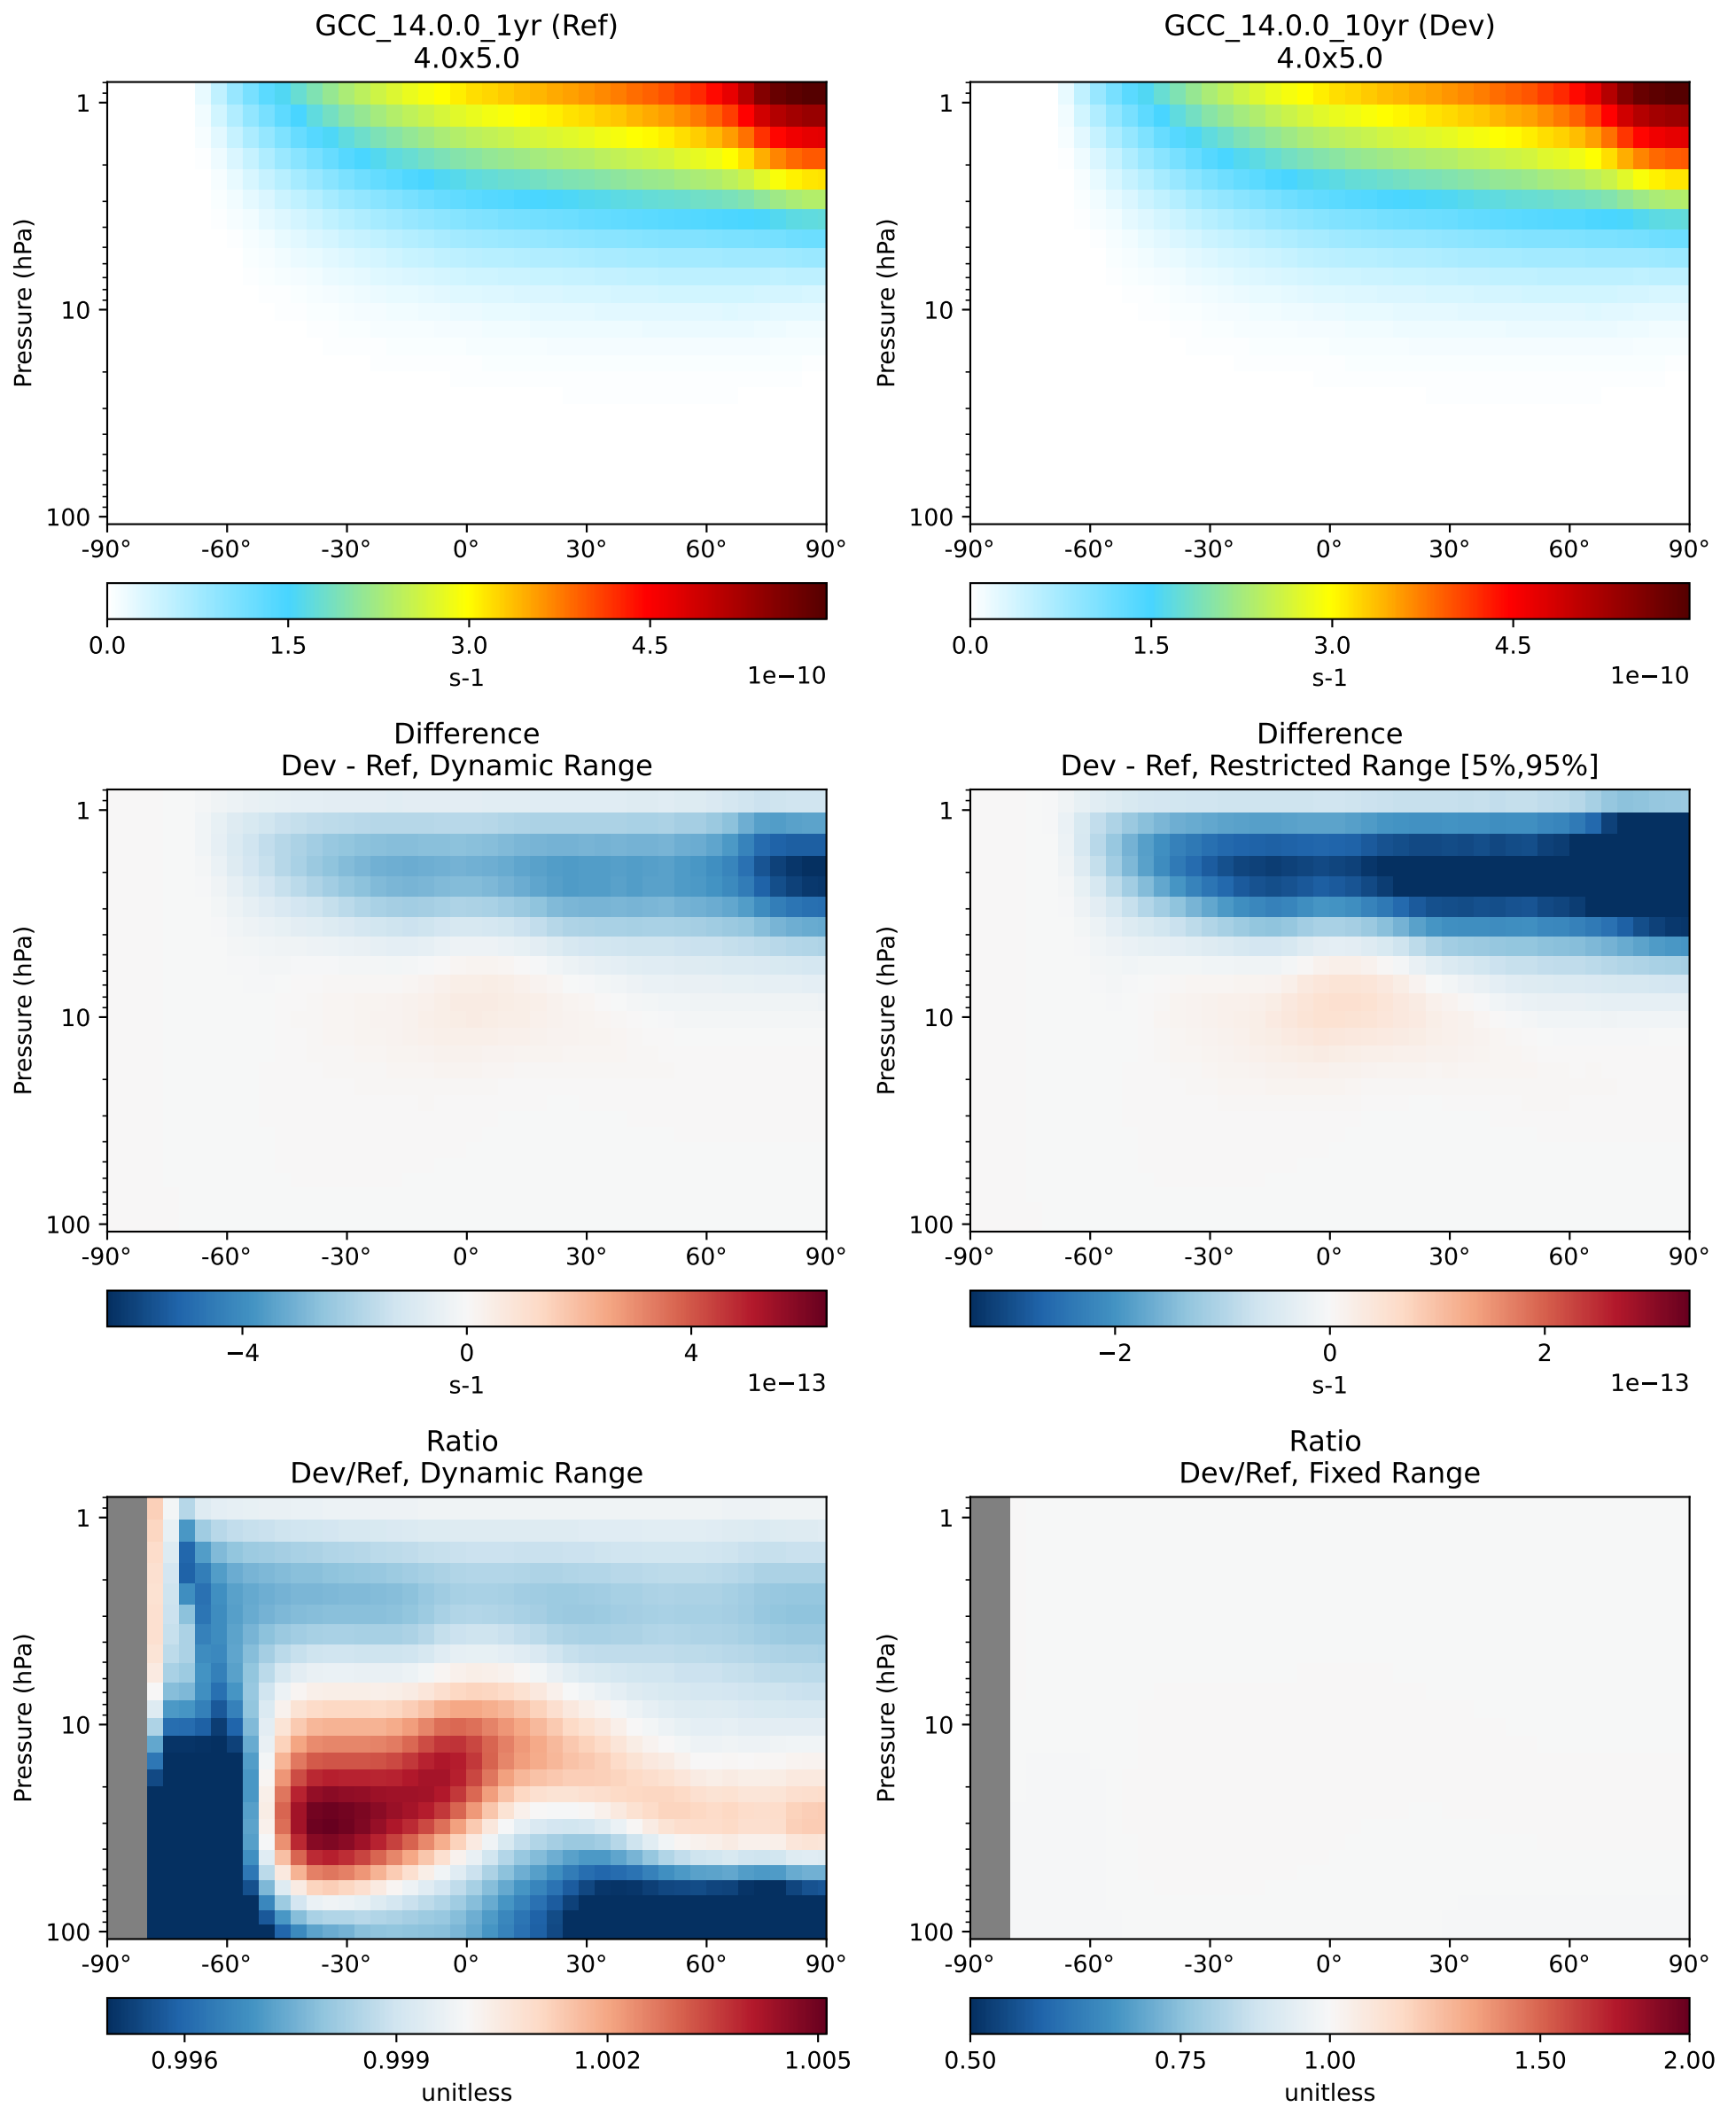 GCC_14.0.0_1yr (Ref)
4.0x5.0
Pressure (hPa)
1
10
100
-90° -60° -30° 0° 30° 60° 90°
0.0 1.5 3.0 4.5
s-1
1e−10
GCC_14.0.0_10yr (Dev)
4.0x5.0
Pressure (hPa)
1
10
100
-90° -60° -30° 0° 30° 60° 90°
0.0 1.5 3.0 4.5
s-1
1e−10
Difference
Dev - Ref, Dynamic Range
Pressure (hPa)
1
10
100
-90° -60° -30° 0° 30° 60° 90°
−4 0 4
s-1
1e−13
Difference
Dev - Ref, Restricted Range [5%,95%]
Pressure (hPa)
1
10
100
-90° -60° -30° 0° 30° 60° 90°
−2 0 2
s-1
1e−13
Ratio
Dev/Ref, Dynamic Range
Pressure (hPa)
1
10
100
-90° -60° -30° 0° 30° 60° 90°
0.996 0.999 1.002 1.005
unitless
Ratio
Dev/Ref, Fixed Range
Pressure (hPa)
1
10
100
-90° -60° -30° 0° 30° 60° 90°
0.50 0.75 1.00 1.50 2.00
unitless